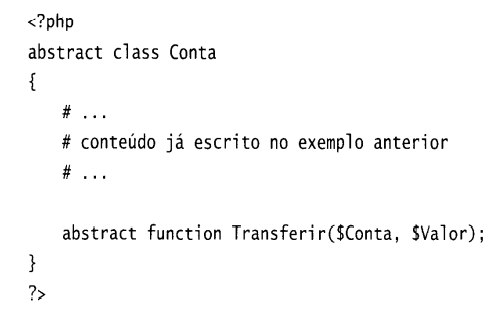 <?php
abstract class Conta
{
# ...
# conteúdo já escrito no exemplo anterior
# ...
abstract function Transferir($Conta, $Valor);
}
?>